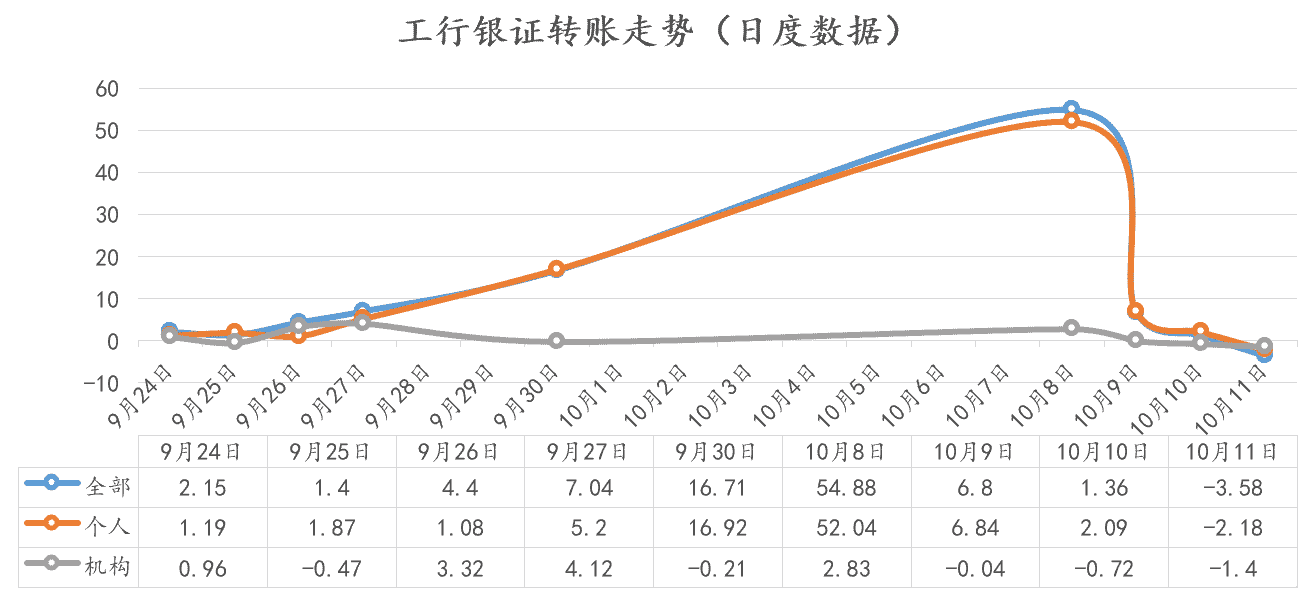 工行银证转账走势（日度数据）
60
50
40
30
20
10
0
-10
9月24日 9月25日 9月26日 9月27日 9月28日 9月29日 9月30日 10月1日 10月2日 10月3日 10月4日 10月5日 10月6日 10月7日 10月8日 10月9日 10月10日 10月11日
9月24日 9月25日 9月26日 9月27日 9月30日 10月8日 10月9日 10月10日 10月11日
全部 2.15 1.4 4.4 7.04 16.71 54.88 6.8 1.36 -3.58
个人 1.19 1.87 1.08 5.2 16.92 52.04 6.84 2.09 -2.18
机构 0.96 -0.47 3.32 4.12 -0.21 2.83 -0.04 -0.72 -1.4